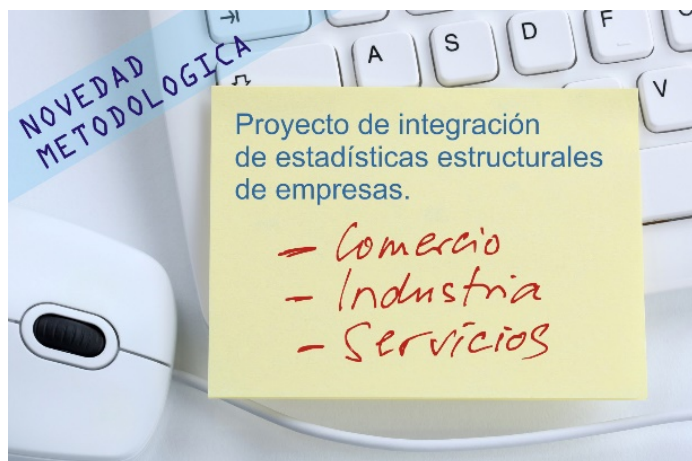 NOVEDAD
METODOLOGICA
A
S
D
F
V
Proyecto de integración
de estadísticas estructurales
de empresas.
- Comercio
- Industria
- Servicios